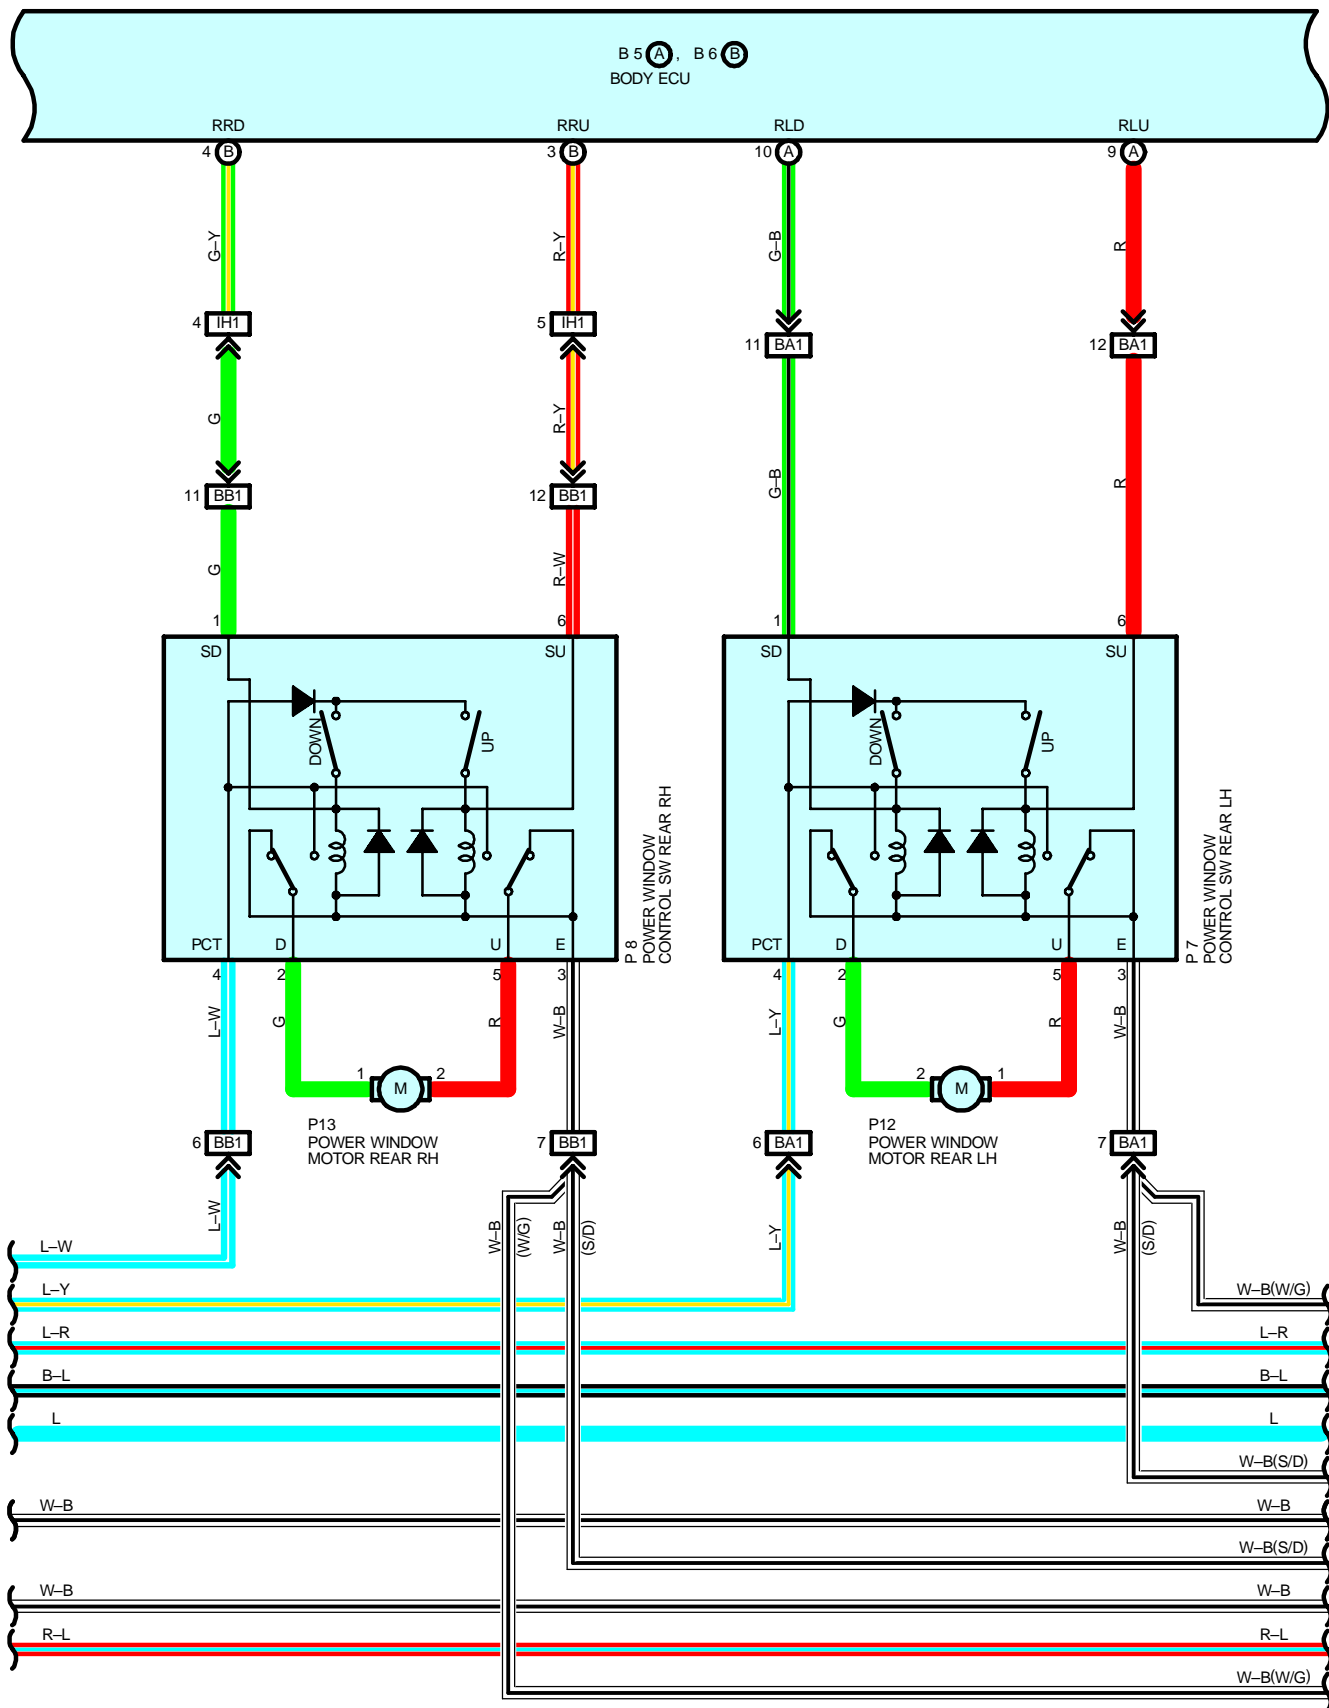 B 5 A , B 6 B
BODY ECU
RRD RRU RLD RLU
4 B 3 B 10 A 9 A
G–Y R–Y G–B R
4 IH1 5 IH1
11 BA1 12 BA1
G R–Y G–B R
11 BB1 12 BB1
G R–W
1 6 1 6
SD SU SD SU
DOWN UP DOWN UP
P 8
POWER WINDOW
CONTROL SW REAR RH
P 7
POWER WINDOW
CONTROL SW REAR LH
PCT D U E PCT D U E
4 2 5 3 4 2 5 3
L–W G R W–B L–Y G R W–B
1 M 2 2 M 1
P13
POWER WINDOW
MOTOR REAR RH
P12
POWER WINDOW
MOTOR REAR LH
6 BB1 7 BB1 6 BA1 7 BA1
L–W W–B (W/G) W–B (S/D) L–Y W–B (S/D)
L–W
L–Y W–B(W/G)
L–R L–R
B–L B–L
L L
W–B(S/D)
W–B W–B
W–B(S/D)
W–B W–B
R–L R–L
W–B(W/G)